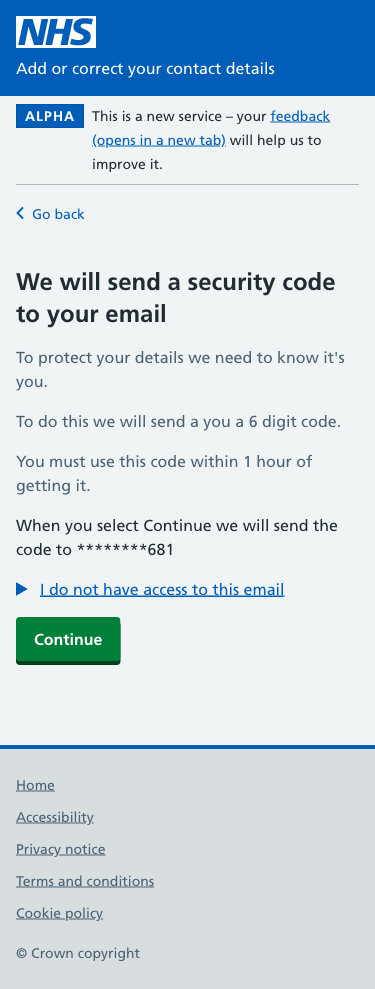 NHS
Add or correct your contact details
ALPHA
This is a new service – your feedback
(opens in a new tab) will help us to
improve it.
Go back
We will send a security code
to your email
To protect your details we need to know it's
you.
To do this we will send a you a 6 digit code.
You must use this code within 1 hour of
getting it.
When you select Continue we will send the
code to ********681
I do not have access to this email
Continue
Home
Accessibility
Privacy notice
Terms and conditions
Cookie policy
© Crown copyright